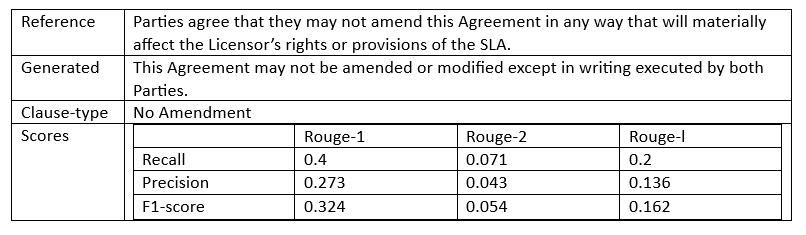 Reference Parties agree that they may not amend this Agreement in any way that will materially
affect the Licensor’s rights or provisions of the SLA.
Generated This Agreement may not be amended or modified except in writing executed by both
Parties.
Clause-type No Amendment
Scores Rouge-1 Rouge-2 Rouge-l
Recall 0.4 0.071 0.2
Precision 0.273 0.043 0.136
F1-score 0.324 0.054 0.162